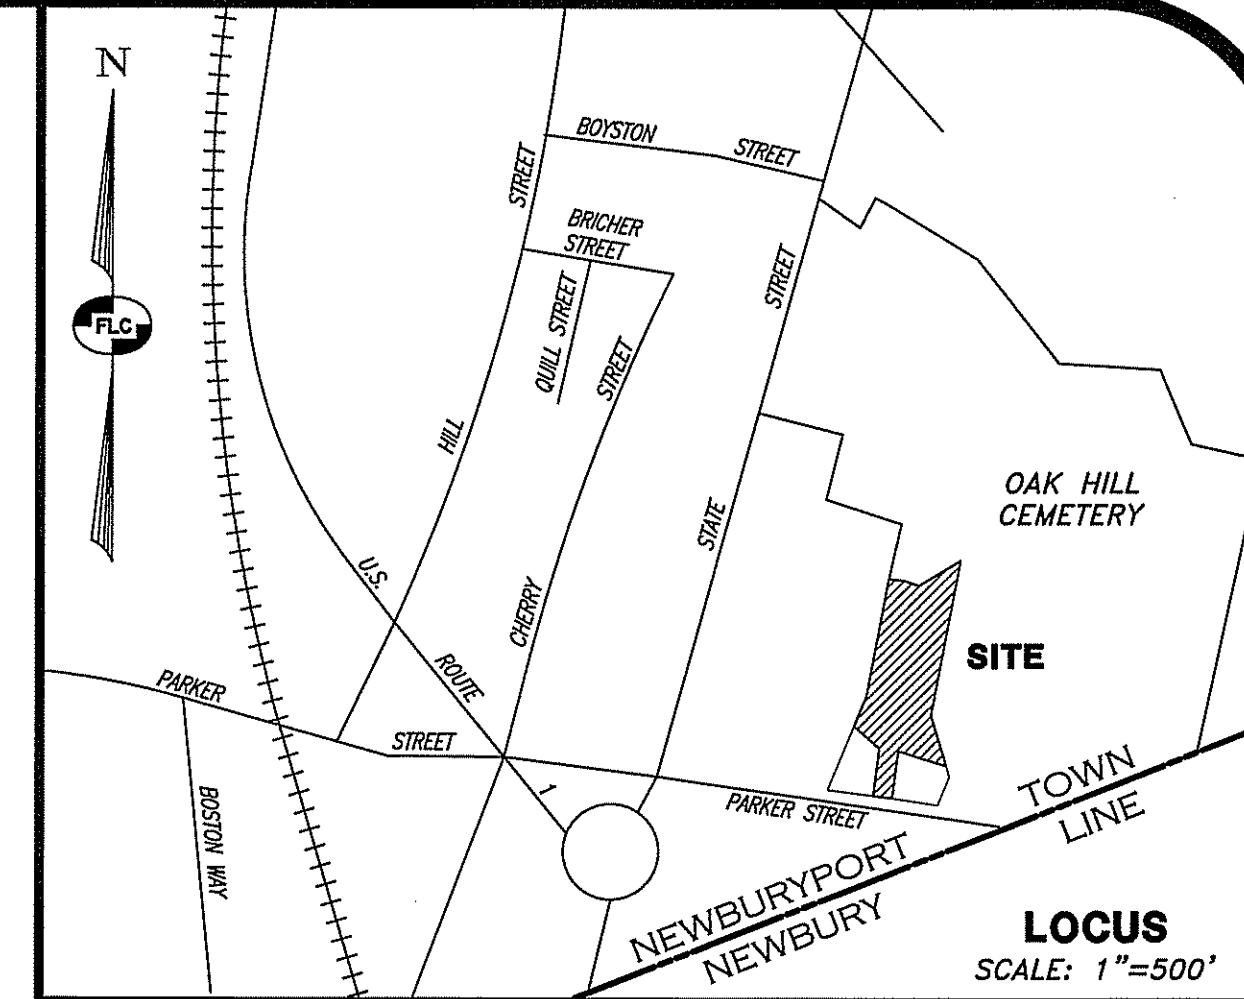 N
BOYSTON STREET
STREET
BRICHER
STREET
STREET
QUILL STREET
FLC
STREET
HILL
OAK HILL
CEMETERY
STATE
U.S.
CHERRY
SITE
ROUTE
PARKER
STREET
1
TOWN
LINE
BOSTON WAY
PARKER STREET
NEWBURYPORT
NEWBURY
LOCUS
SCALE: 1"=500'